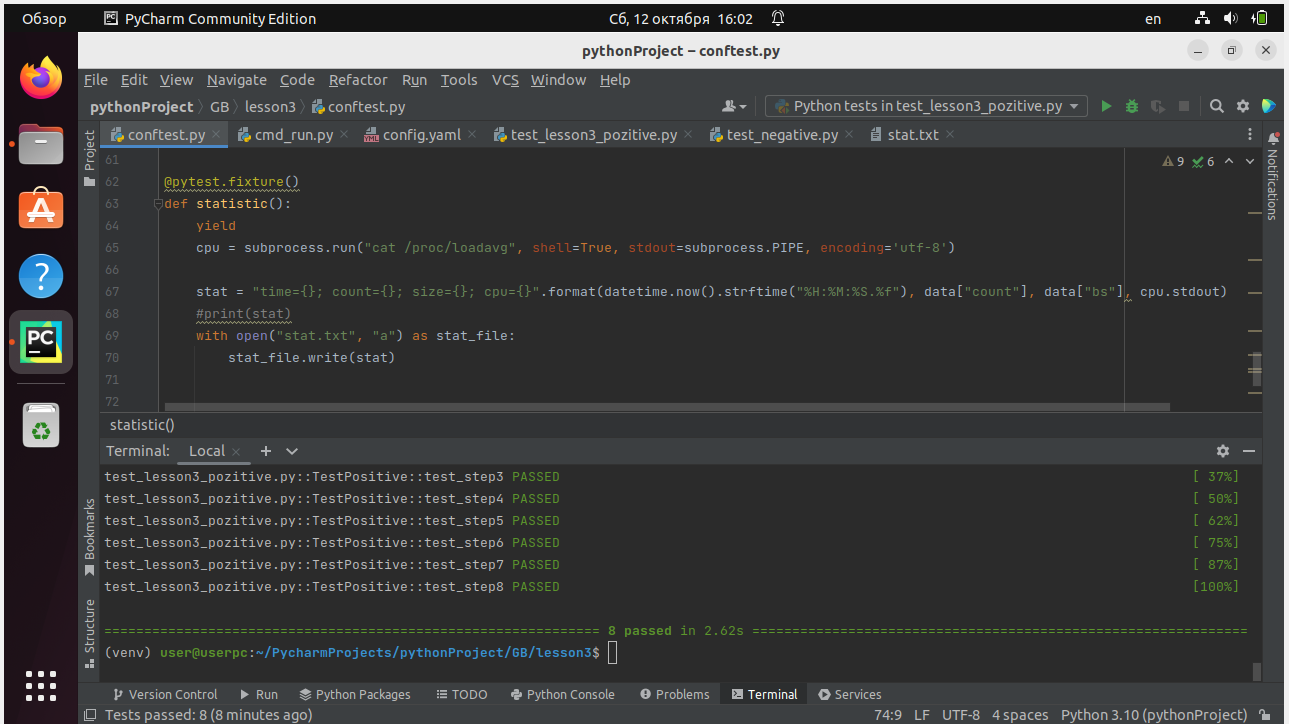 Обзор PyCharm Community Edition Сб, 12 октября 16:02 en
pythonProject – conftest.py
File Edit View Navigate Code Refactor Run Tools VCS Window Help
pythonProject GB lesson3 conftest.py Python tests in test_lesson3_pozitive.py
conftest.py cmd_run.py config.yaml test_lesson3_pozitive.py test_negative.py stat.txt
Project
Notifications
9 6
61
62 @pytest.fixture()
63 def statistic():
64 yield
65 cpu = subprocess.run("cat /proc/loadavg", shell=True, stdout=subprocess.PIPE, encoding='utf-8')
66
67 stat = "time={}; count={}; size={}; cpu={}".format(datetime.now().strftime("%H:%M:%S.%f"), data["count"], data["bs"], cpu.stdout)
68 #print(stat)
69 with open("stat.txt", "a") as stat_file:
70 stat_file.write(stat)
71
72
statistic()
Terminal: Local
test_lesson3_pozitive.py::TestPositive::test_step3 PASSED [ 37%]
test_lesson3_pozitive.py::TestPositive::test_step4 PASSED [ 50%]
test_lesson3_pozitive.py::TestPositive::test_step5 PASSED [ 62%]
test_lesson3_pozitive.py::TestPositive::test_step6 PASSED [ 75%]
test_lesson3_pozitive.py::TestPositive::test_step7 PASSED [ 87%]
test_lesson3_pozitive.py::TestPositive::test_step8 PASSED [100%]
============================================================== 8 passed in 2.62s ==============================================================
(venv) user@userpc:~/PycharmProjects/pythonProject/GB/lesson3$
Bookmarks
Structure
Version Control Run Python Packages TODO Python Console Problems Terminal Services
Tests passed: 8 (8 minutes ago) 74:9 LF UTF-8 4 spaces Python 3.10 (pythonProject)